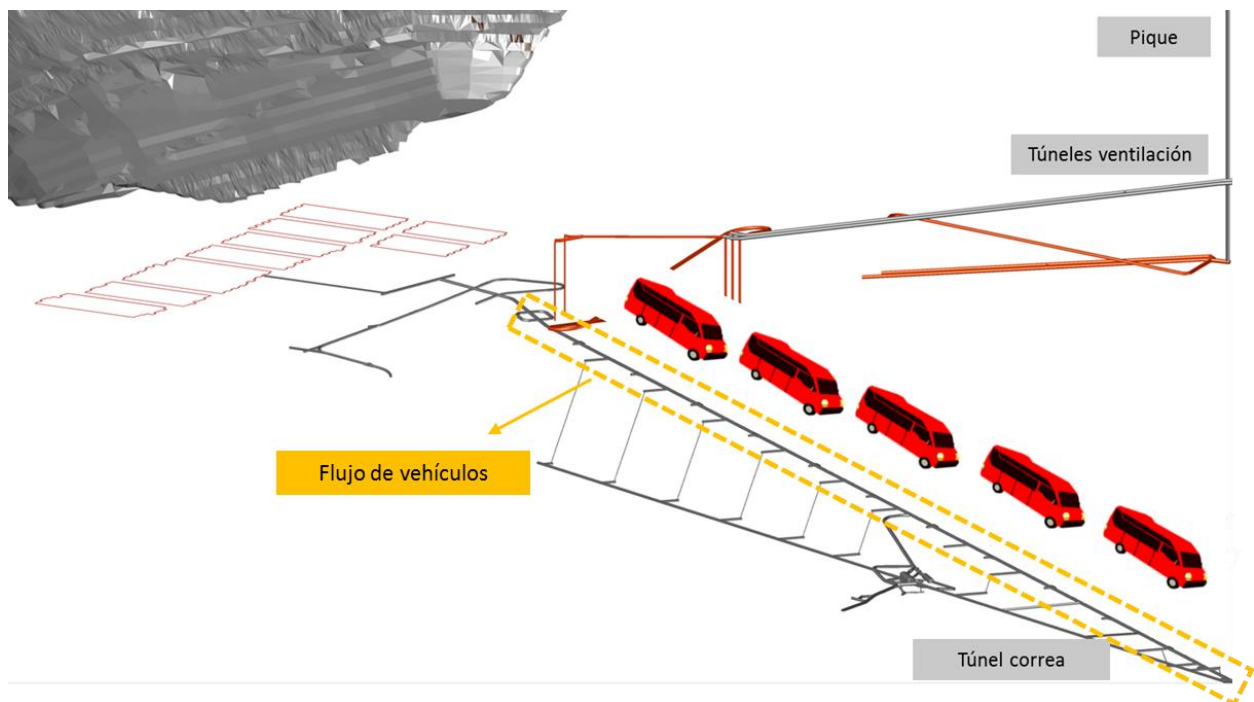 Pique
Túneles ventilación
Flujo de vehículos
Túnel correa